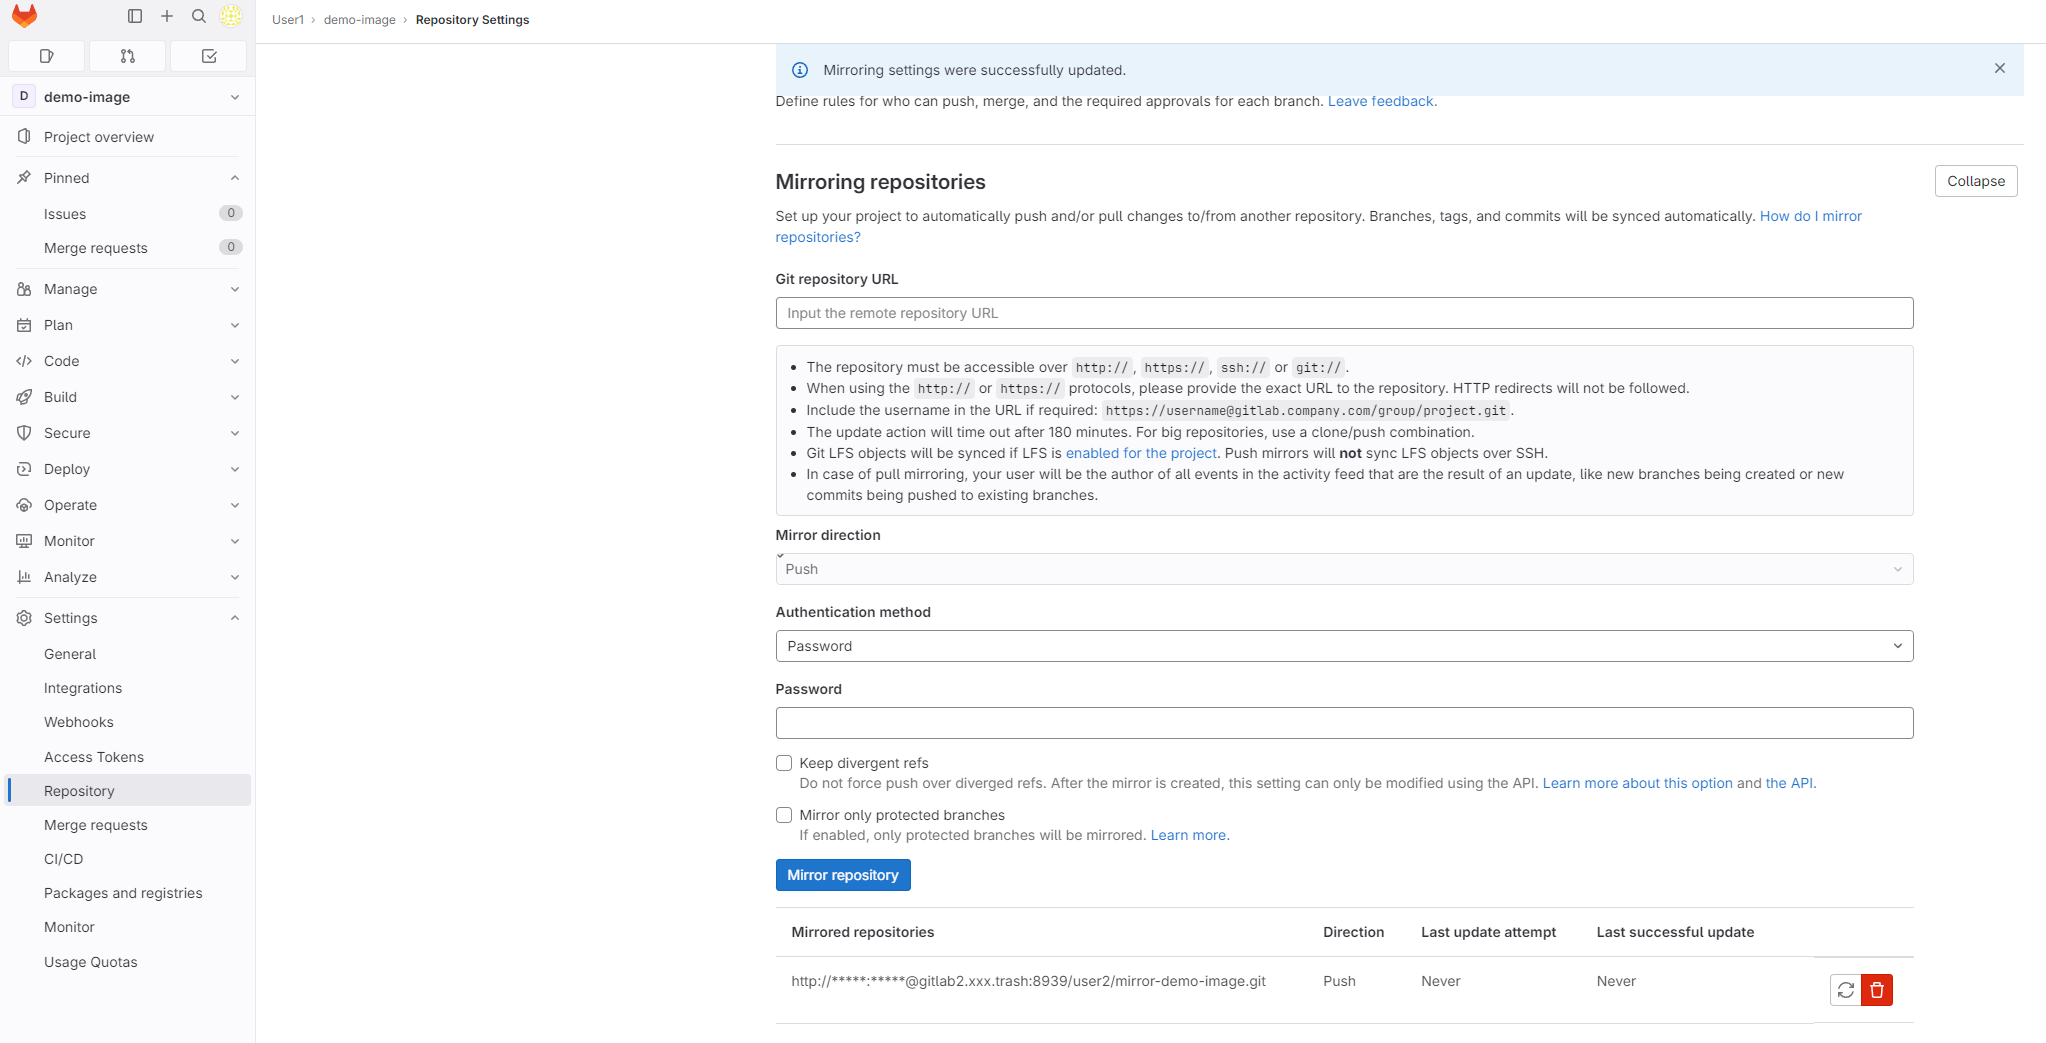 User1 › demo-image › Repository Settings
D demo-image
Project overview
Pinned
Issues 0
Merge requests 0
Manage
Plan
Code
Build
Secure
Deploy
Operate
Monitor
Analyze
Settings
General
Integrations
Webhooks
Access Tokens
Repository
Merge requests
CI/CD
Packages and registries
Monitor
Usage Quotas
Mirroring settings were successfully updated.
Define rules for who can push, merge, and the required approvals for each branch. Leave feedback.
Mirroring repositories
Collapse
Set up your project to automatically push and/or pull changes to/from another repository. Branches, tags, and commits will be synced automatically. How do I mirror
repositories?
Git repository URL
Input the remote repository URL
• The repository must be accessible over http://, https://, ssh:// or git://.
• When using the http:// or https:// protocols, please provide the exact URL to the repository. HTTP redirects will not be followed.
• Include the username in the URL if required: https://username@gitlab.company.com/group/project.git.
• The update action will time out after 180 minutes. For big repositories, use a clone/push combination.
• Git LFS objects will be synced if LFS is enabled for the project. Push mirrors will not sync LFS objects over SSH.
• In case of pull mirroring, your user will be the author of all events in the activity feed that are the result of an update, like new branches being created or new
commits being pushed to existing branches.
Mirror direction
Push
Authentication method
Password
Password
Keep divergent refs
Do not force push over diverged refs. After the mirror is created, this setting can only be modified using the API. Learn more about this option and the API.
Mirror only protected branches
If enabled, only protected branches will be mirrored. Learn more.
Mirror repository
Mirrored repositories Direction Last update attempt Last successful update
http://*****:*****@gitlab2.xxx.trash:8939/user2/mirror-demo-image.git Push Never Never